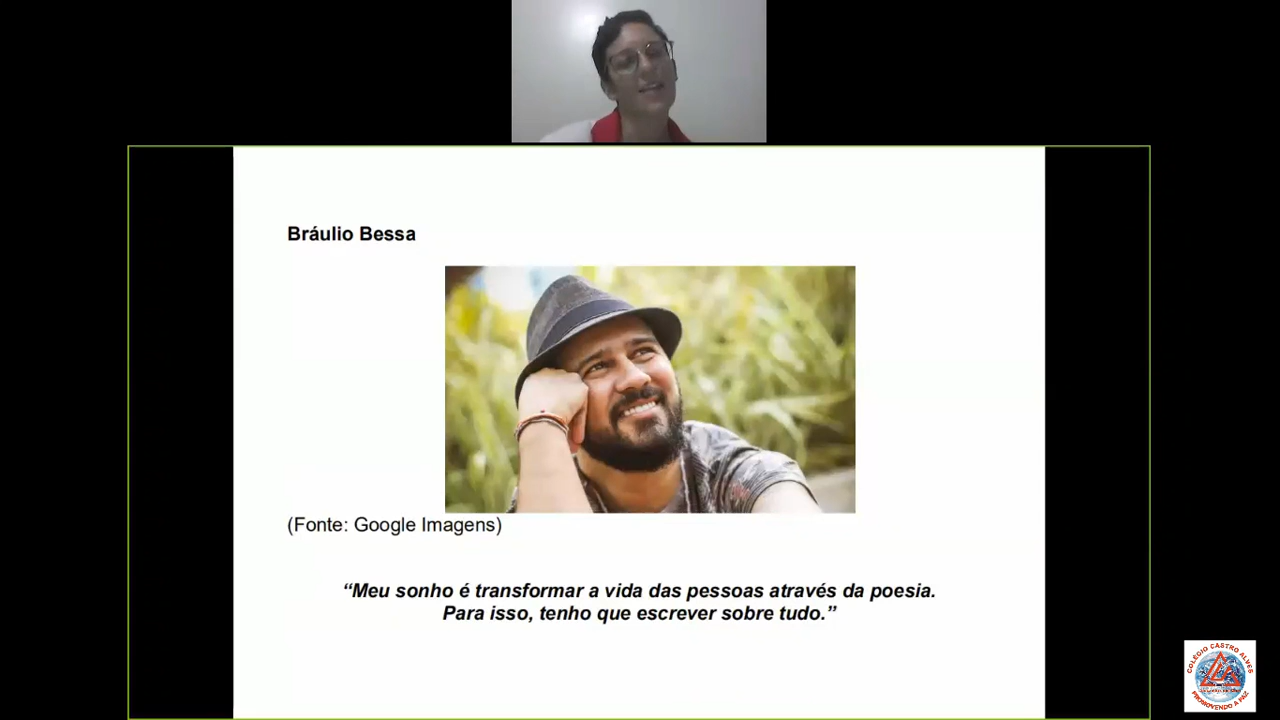 Bráulio Bessa
(Fonte: Google Imagens)
“Meu sonho é transformar a vida das pessoas através da poesia.
Para isso, tenho que escrever sobre tudo.”
COLÉGIO CASTRO ALVES
PROMOVENDO A PAZ